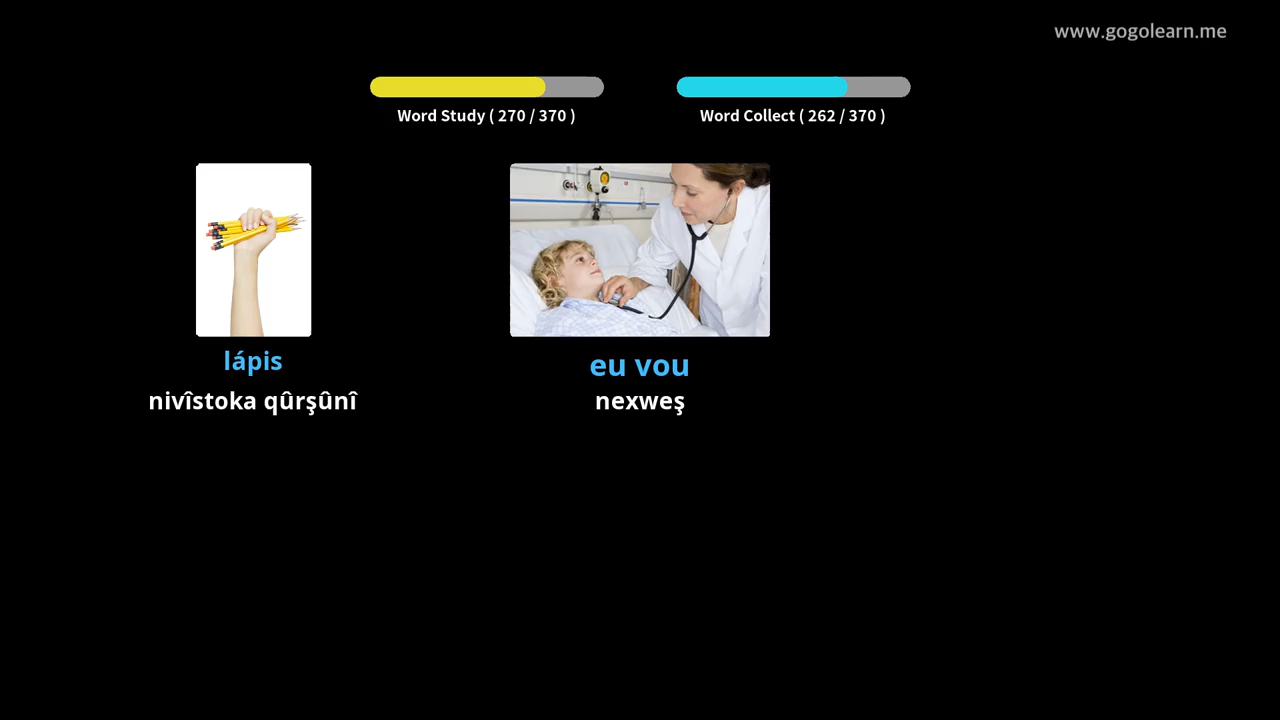 www.gogolearn.me
Word Study ( 270 / 370 )
Word Collect ( 262 / 370 )
lápis
nivîstoka qûrşûnî
eu vou
nexweş